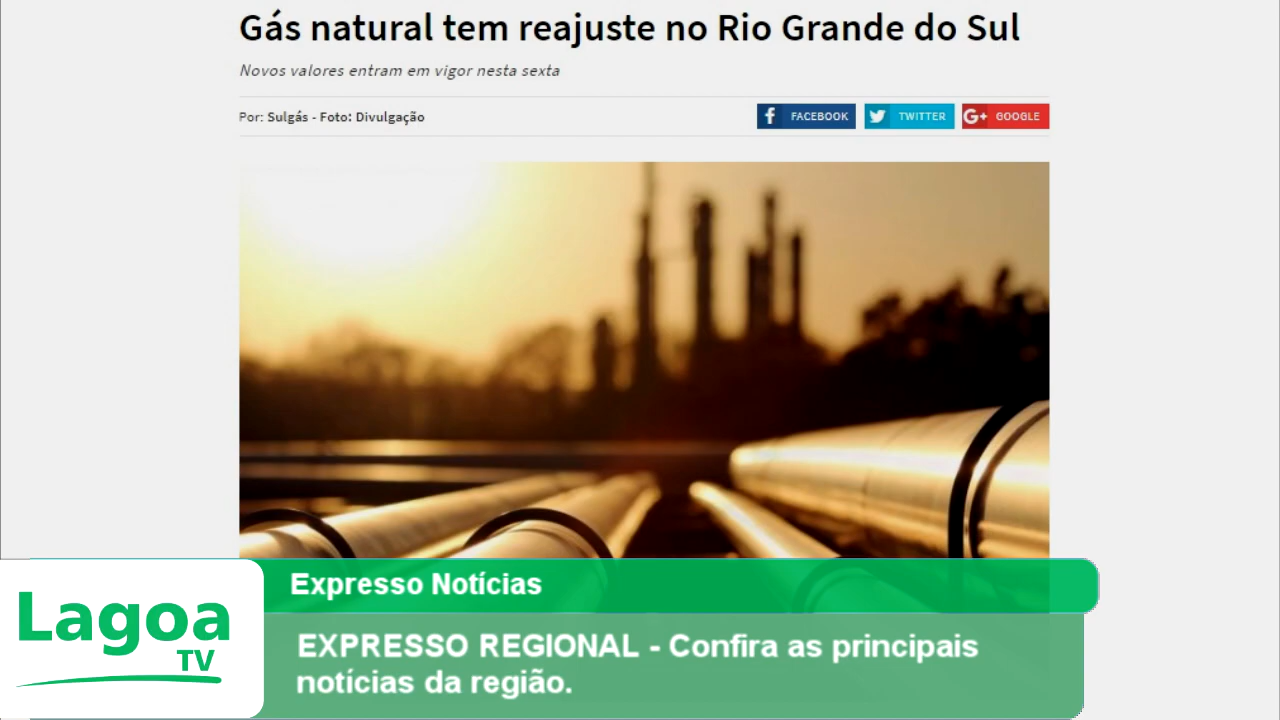 Gás natural tem reajuste no Rio Grande do Sul
Novos valores entram em vigor nesta sexta
Por: Sulgás - Foto: Divulgação
f FACEBOOK
TWITTER
G+ GOOGLE
Expresso Notícias
Lagoa
TV
EXPRESSO REGIONAL - Confira as principais
notícias da região.